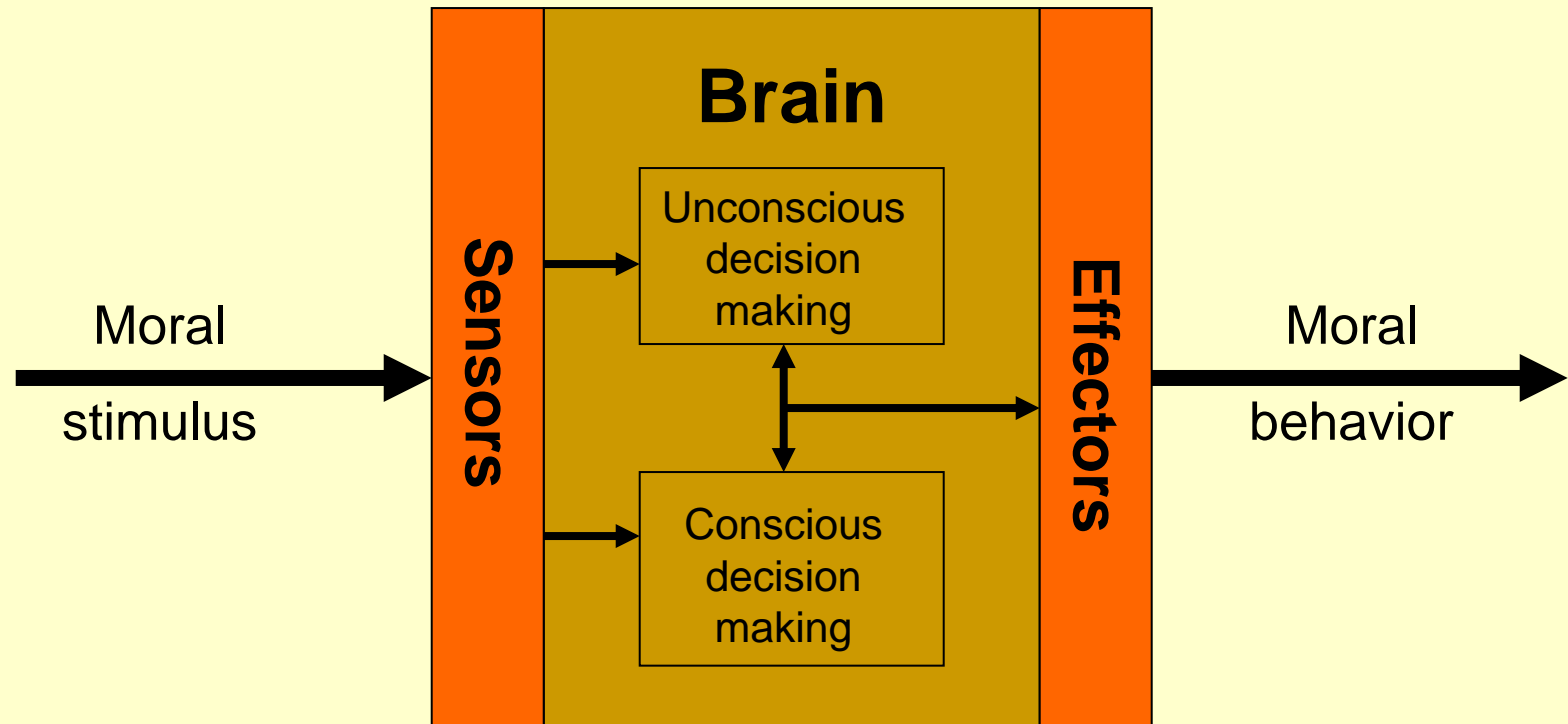 Moral
stimulus
Sensors
Brain
Unconscious
decision
making
Conscious
decision
making
Effectors
Moral
behavior